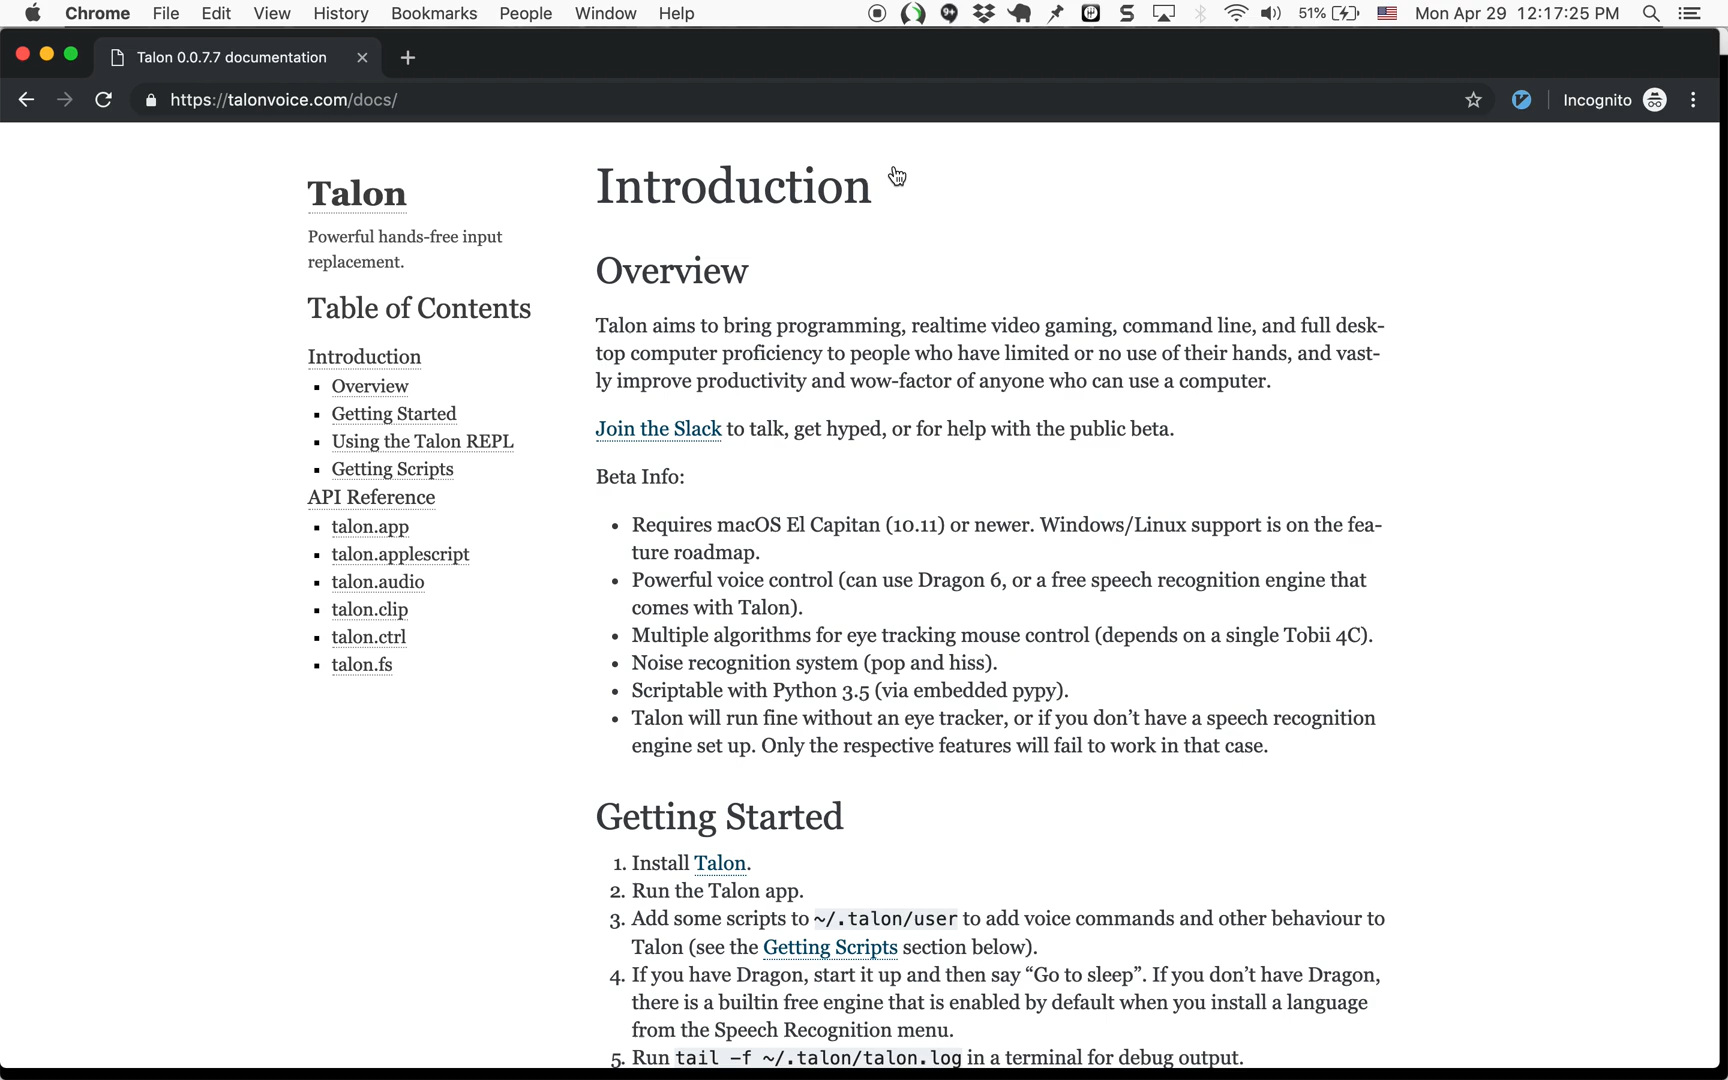 Chrome File Edit View History Bookmarks People Window Help 9+ S 51% Mon Apr 29 12:17:25 PM
Talon 0.0.7.7 documentation
https://talonvoice.com/docs/ Incognito
Talon
Powerful hands-free input
replacement.
Table of Contents
Introduction
Overview
Getting Started
Using the Talon REPL
Getting Scripts
API Reference
talon.app
talon.applescript
talon.audio
talon.clip
talon.ctrl
talon.fs
Introduction
Overview
Talon aims to bring programming, realtime video gaming, command line, and full desk-
top computer proficiency to people who have limited or no use of their hands, and vast-
ly improve productivity and wow-factor of anyone who can use a computer.
Join the Slack to talk, get hyped, or for help with the public beta.
Beta Info:
• Requires macOS El Capitan (10.11) or newer. Windows/Linux support is on the fea-
ture roadmap.
• Powerful voice control (can use Dragon 6, or a free speech recognition engine that
comes with Talon).
• Multiple algorithms for eye tracking mouse control (depends on a single Tobii 4C).
• Noise recognition system (pop and hiss).
• Scriptable with Python 3.5 (via embedded pypy).
• Talon will run fine without an eye tracker, or if you don’t have a speech recognition
engine set up. Only the respective features will fail to work in that case.
Getting Started
1. Install Talon.
2. Run the Talon app.
3. Add some scripts to ~/.talon/user to add voice commands and other behaviour to
Talon (see the Getting Scripts section below).
4. If you have Dragon, start it up and then say “Go to sleep”. If you don’t have Dragon,
there is a builtin free engine that is enabled by default when you install a language
from the Speech Recognition menu.
5. Run tail -f ~/.talon/talon.log in a terminal for debug output.